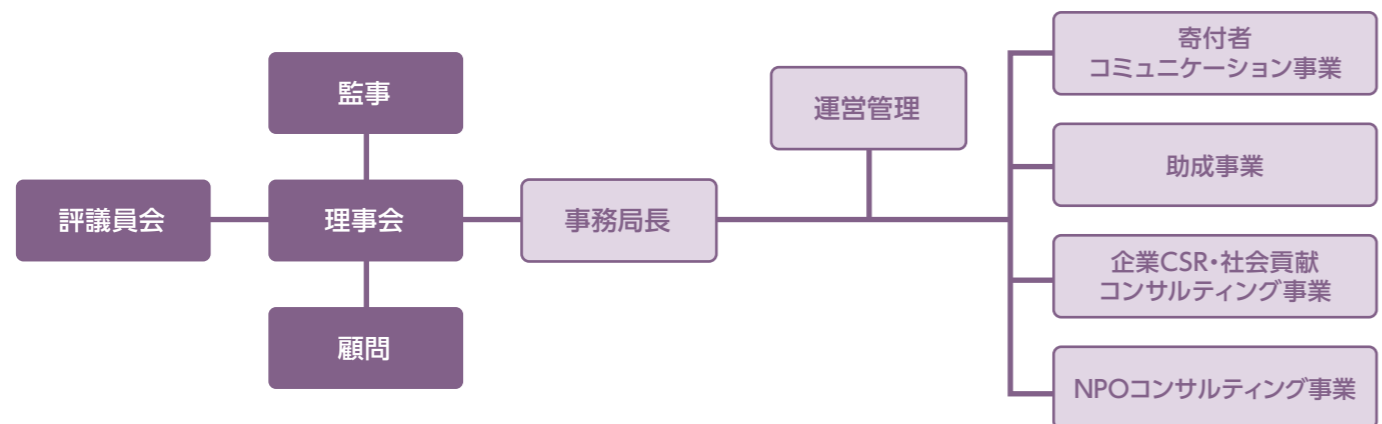 評議員会
監事
理事会
顧問
事務局長
運営管理
寄付者
コミュニケーション事業
助成事業
企業CSR・社会貢献
コンサルティング事業
NPOコンサルティング事業